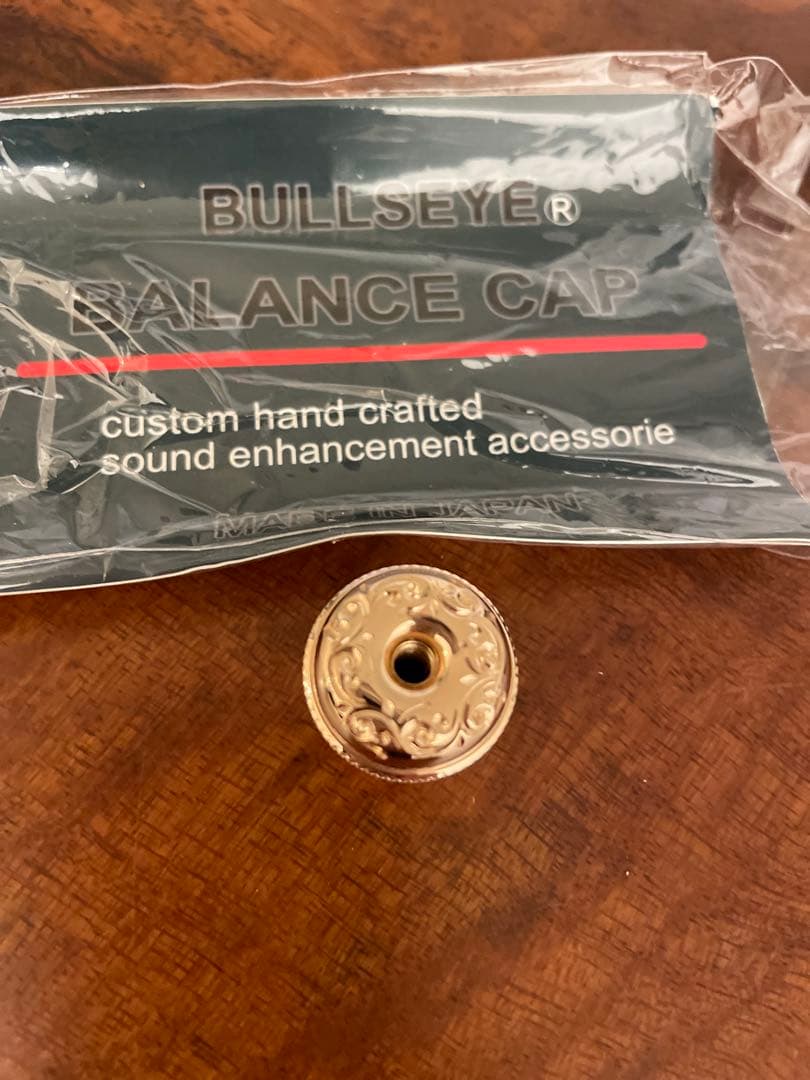 BULLSEYE®
BALANCE CAP
custom hand crafted
sound enhancement accessorie
MADE IN JAPAN